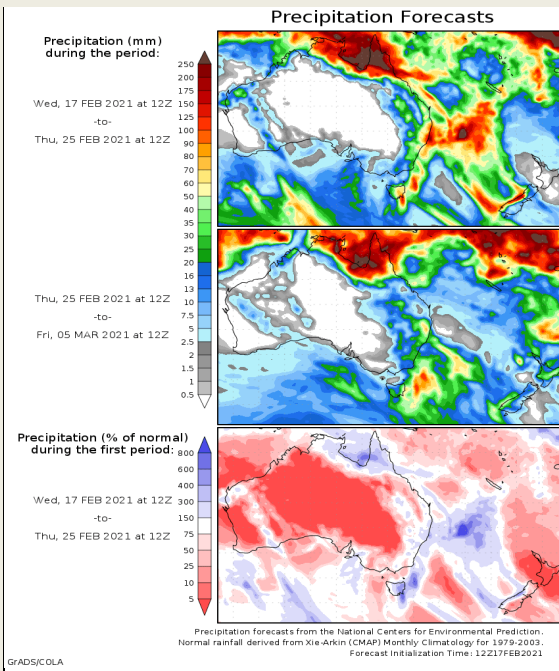 Precipitation Forecasts
Precipitation (mm)
during the period:
Wed, 17 FEB 2021 at 12Z
-to-
Thu, 25 FEB 2021 at 12Z
250
200
175
150
125
100
90
80
70
60
50
40
35
30
25
20
16
13
10
7.5
5
2.5
2
1.5
1
0.5
Thu, 25 FEB 2021 at 12Z
-to-
Fri, 05 MAR 2021 at 12Z
Precipitation (% of normal)
during the first period:
Wed, 17 FEB 2021 at 12Z
-to-
Thu, 25 FEB 2021 at 12Z
800
600
400
300
150
75
50
25
10
5
Precipitation forecasts from the National Centers for Environmental Prediction.
Normal rainfall derived from Xie-Arkin (CMAP) Monthly Climatology for 1979-2003.
Forecast Initialization Time: 12Z17FEB2021
GrADS/COLA